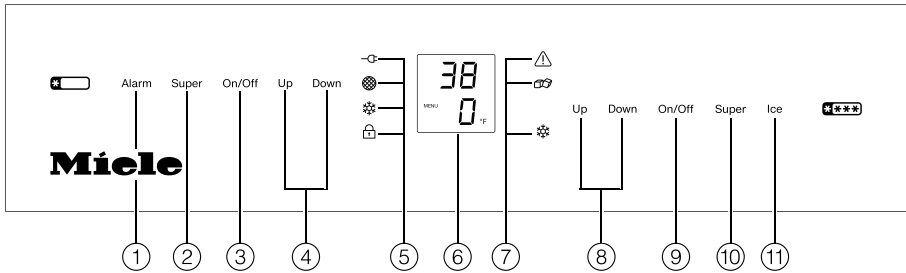 38
Alarm Super On/Off Up Down
MENU 0 °F
Up Down On/Off Super Ice
Miele
1 2 3 4 5 6 7 8 9 10 11